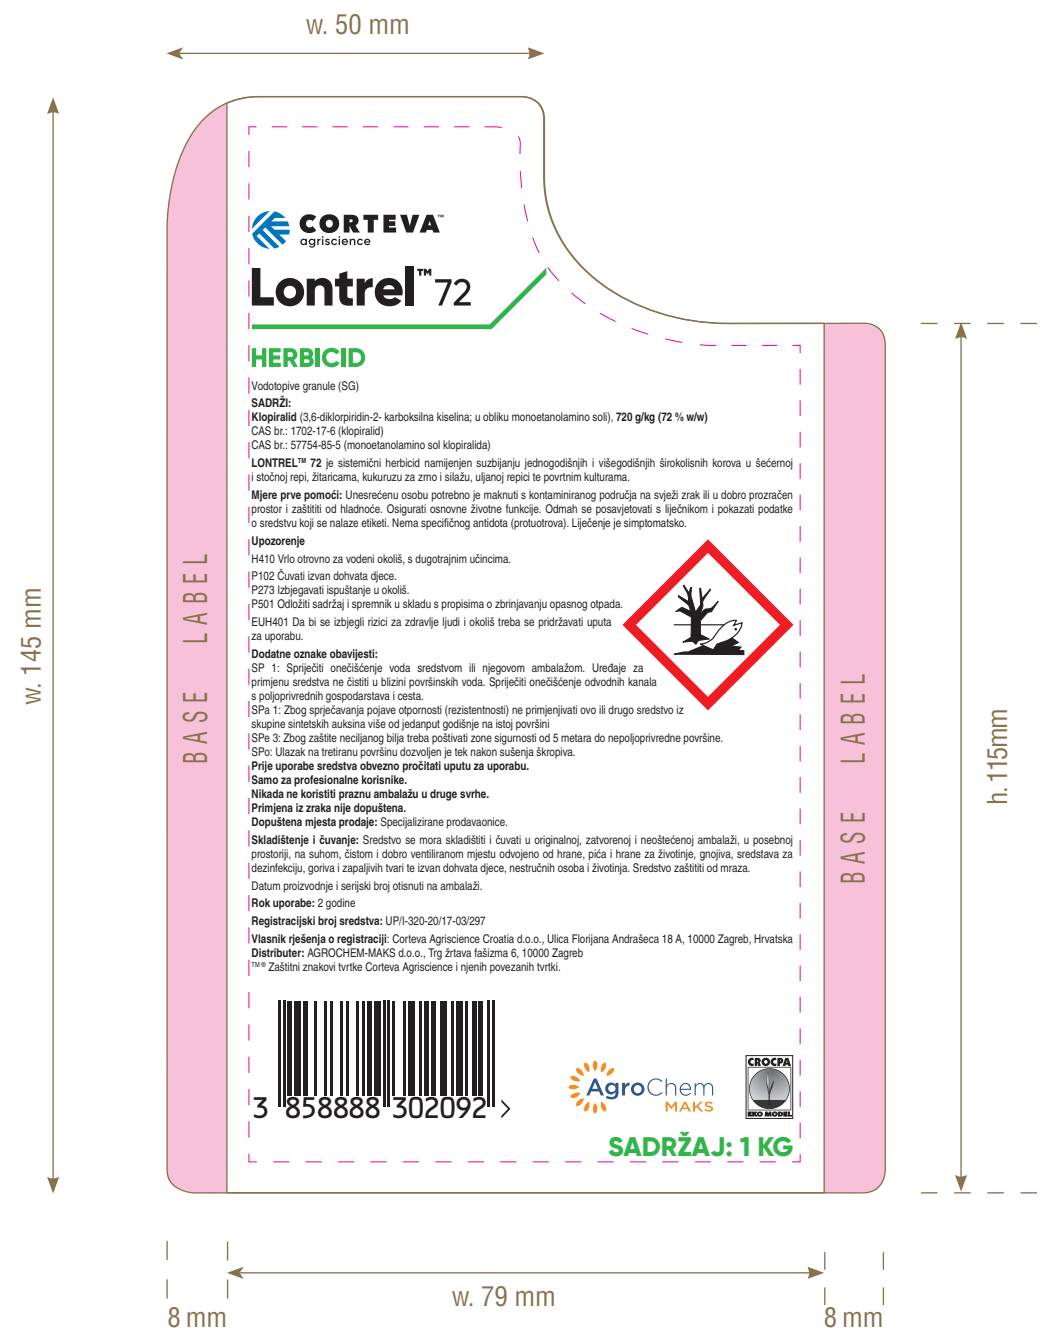 w. 50 mm
CORTEVA™
agriscience
Lontrel™ 72
HERBICID
Vodotopive granule (SG)
SADRŽI:
Klopiralid (3,6-diklorpiridin-2- karboksilna kiselina; u obliku monoetanolamino soli), 720 g/kg (72 % w/w)
CAS br.: 1702-17-6 (klopiralid)
CAS br.: 57754-85-5 (monoetanolamino sol klopiralida)
LONTREL™ 72 je sistemični herbicid namijenjen suzbijanju jednogodišnjih i višegodišnjih širokolisnih korova u šećernoj
i stočnoj repi, žitaricama, kukuruzu za zrno i silažu, uljanoj repici te povrtnim kulturama.
Mjere prve pomoći: Unesrećenu osobu potrebno je maknuti s kontaminiranog područja na svježi zrak ili u dobro prozračen
prostor i zaštititi od hladnoće. Osigurati osnovne životne funkcije. Odmah se posavjetovati s liječnikom i pokazati podatke
o sredstvu koji se nalaze etiketi. Nema specifičnog antidota (protuotrova). Liječenje je simptomatsko.
Upozorenje
H410 Vrlo otrovno za vodeni okoliš, s dugotrajnim učincima.
P102 Čuvati izvan dohvata djece.
P273 Izbjegavati ispuštanje u okoliš.
P501 Odložiti sadržaj i spremnik u skladu s propisima o zbrinjavanju opasnog otpada.
EUH401 Da bi se izbjegli rizici za zdravlje ljudi i okoliš treba se pridržavati uputa
za uporabu.
Dodatne oznake obavijesti:
SP 1: Spriječiti onečišćenje voda sredstvom ili njegovom ambalažom. Uređaje za
primjenu sredstva ne čistiti u blizini površinskih voda. Spriječiti onečišćenje odvodnih kanala
s poljoprivrednih gospodarstava i cesta.
SPa 1: Zbog sprječavanja pojave otpornosti (rezistentnosti) ne primjenjivati ovo ili drugo sredstvo iz
skupine sintetskih auksina više od jedanput godišnje na istoj površini
SPe 3: Zbog zaštite neciljanog bilja treba poštivati zone sigurnosti od 5 metara do nepoljoprivredne površine.
SPo: Ulazak na tretiranu površinu dozvoljen je tek nakon sušenja škropiva.
Prije uporabe sredstva obvezno pročitati uputu za uporabu.
Samo za profesionalne korisnike.
Nikada ne koristiti praznu ambalažu u druge svrhe.
Primjena iz zraka nije dopuštena.
Dopuštena mjesta prodaje: Specijalizirane prodavaonice.
Skladištenje i čuvanje: Sredstvo se mora skladištiti i čuvati u originalnoj, zatvorenoj i neoštećenoj ambalaži, u posebnoj
prostoriji, na suhom, čistom i dobro ventiliranom mjestu odvojeno od hrane, pića i hrane za životinje, gnojiva, sredstava za
dezinfekciju, goriva i zapaljivih tvari te izvan dohvata djece, nestručnih osoba i životinja. Sredstvo zaštititi od mraza.
Datum proizvodnje i serijski broj otisnuti na ambalaži.
Rok uporabe: 2 godine
Registracijski broj sredstva: UP/I-320-20/17-03/297
Vlasnik rješenja o registraciji: Corteva Agriscience Croatia d.o.o., Ulica Florijana Andrašeca 18 A, 10000 Zagreb, Hrvatska
Distributer: AGROCHEM-MAKS d.o.o., Trg žrtava fašizma 6, 10000 Zagreb
™® Zaštitni znakovi tvrtke Corteva Agriscience i njenih povezanih tvrtki.
3 858888 302092 >
AgroChem
MAKS
CROCPA
EKO MODEL
SADRŽAJ: 1 KG
BASE LABEL
BASE LABEL
w. 145 mm
h. 115mm
8 mm
w. 79 mm
8 mm